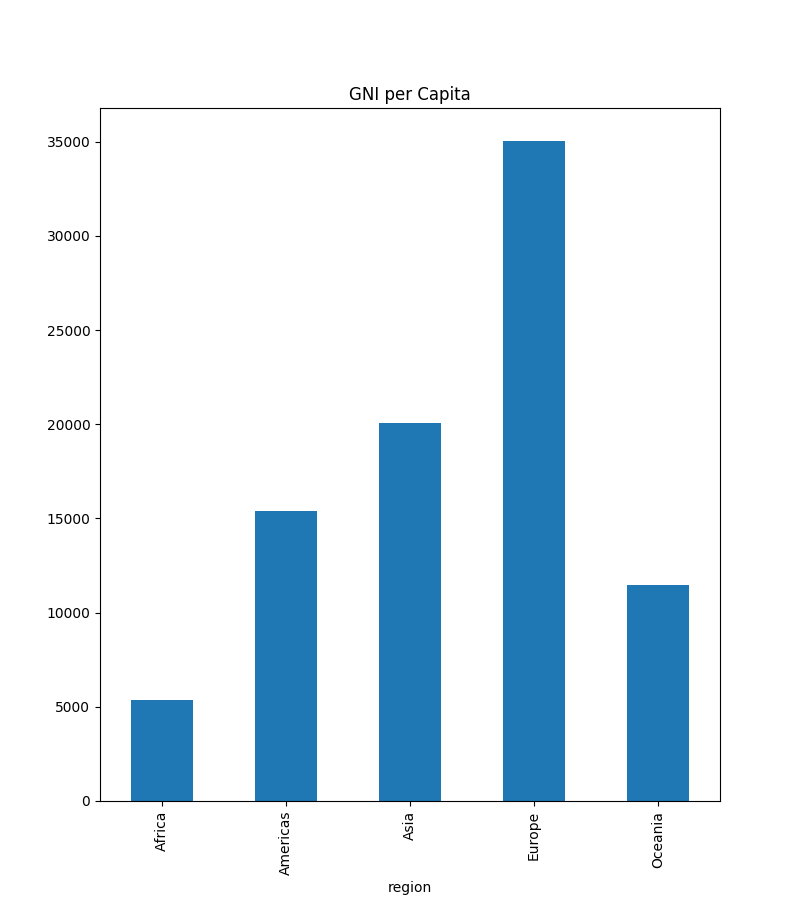 GNI per Capita
35000
30000
25000
20000
15000
10000
5000
0
Africa
Americas
Asia
Europe
Oceania
region